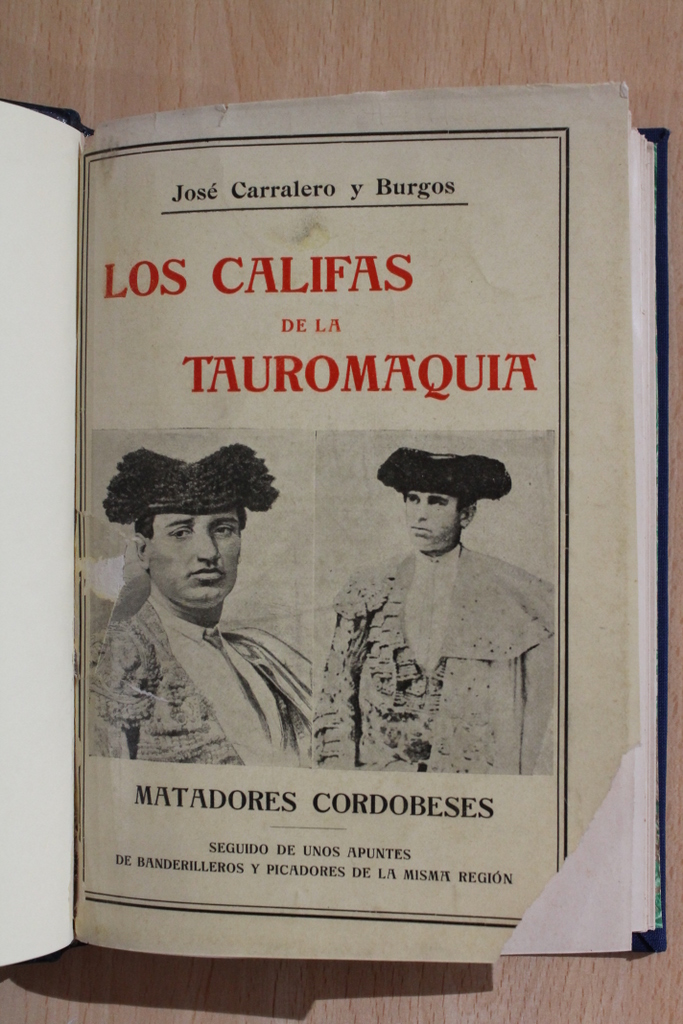 José Carralero y Burgos
LOS CALIFAS
DE LA
TAUROMAQUIA
MATADORES CORDOBESES
SEGUIDO DE UNOS APUNTES
DE BANDERILLEROS Y PICADORES DE LA MISMA REGIÓN